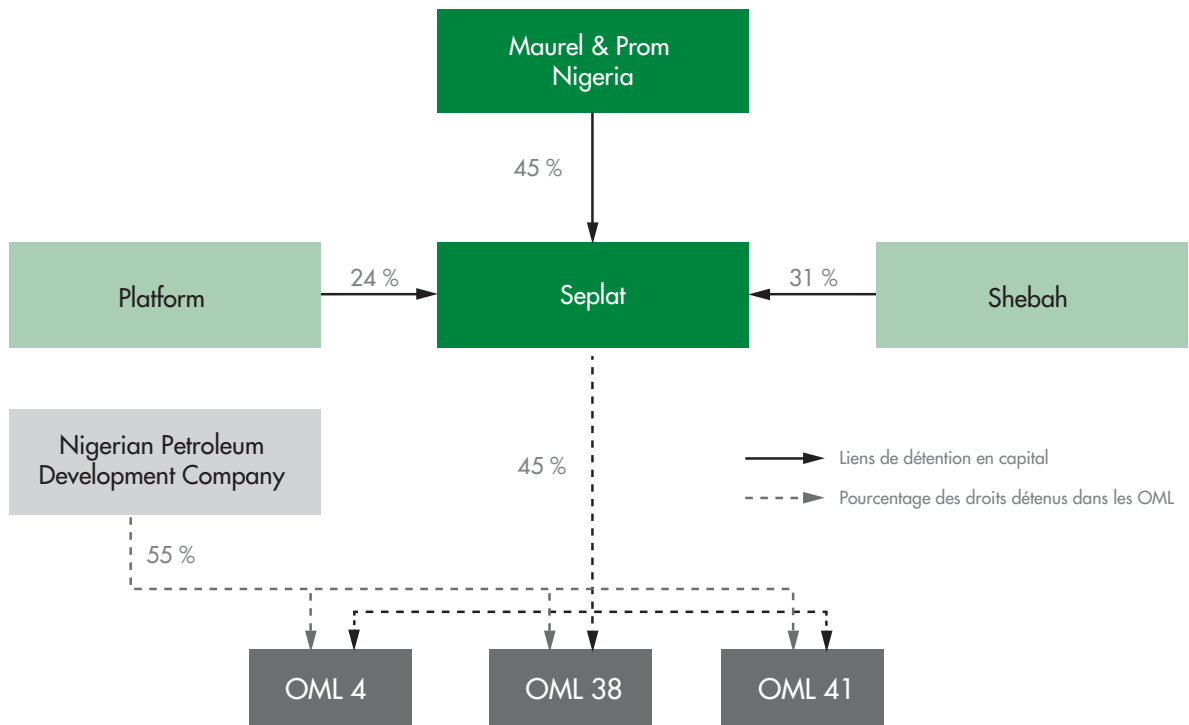 Maurel & Prom
Nigeria
45 %
Platform
24 %
Seplat
31 %
Shebah
Nigerian Petroleum
Development Company
45 %
Liens de détention en capital
Pourcentage des droits détenus dans les OML
55 %
OML 4
OML 38
OML 41